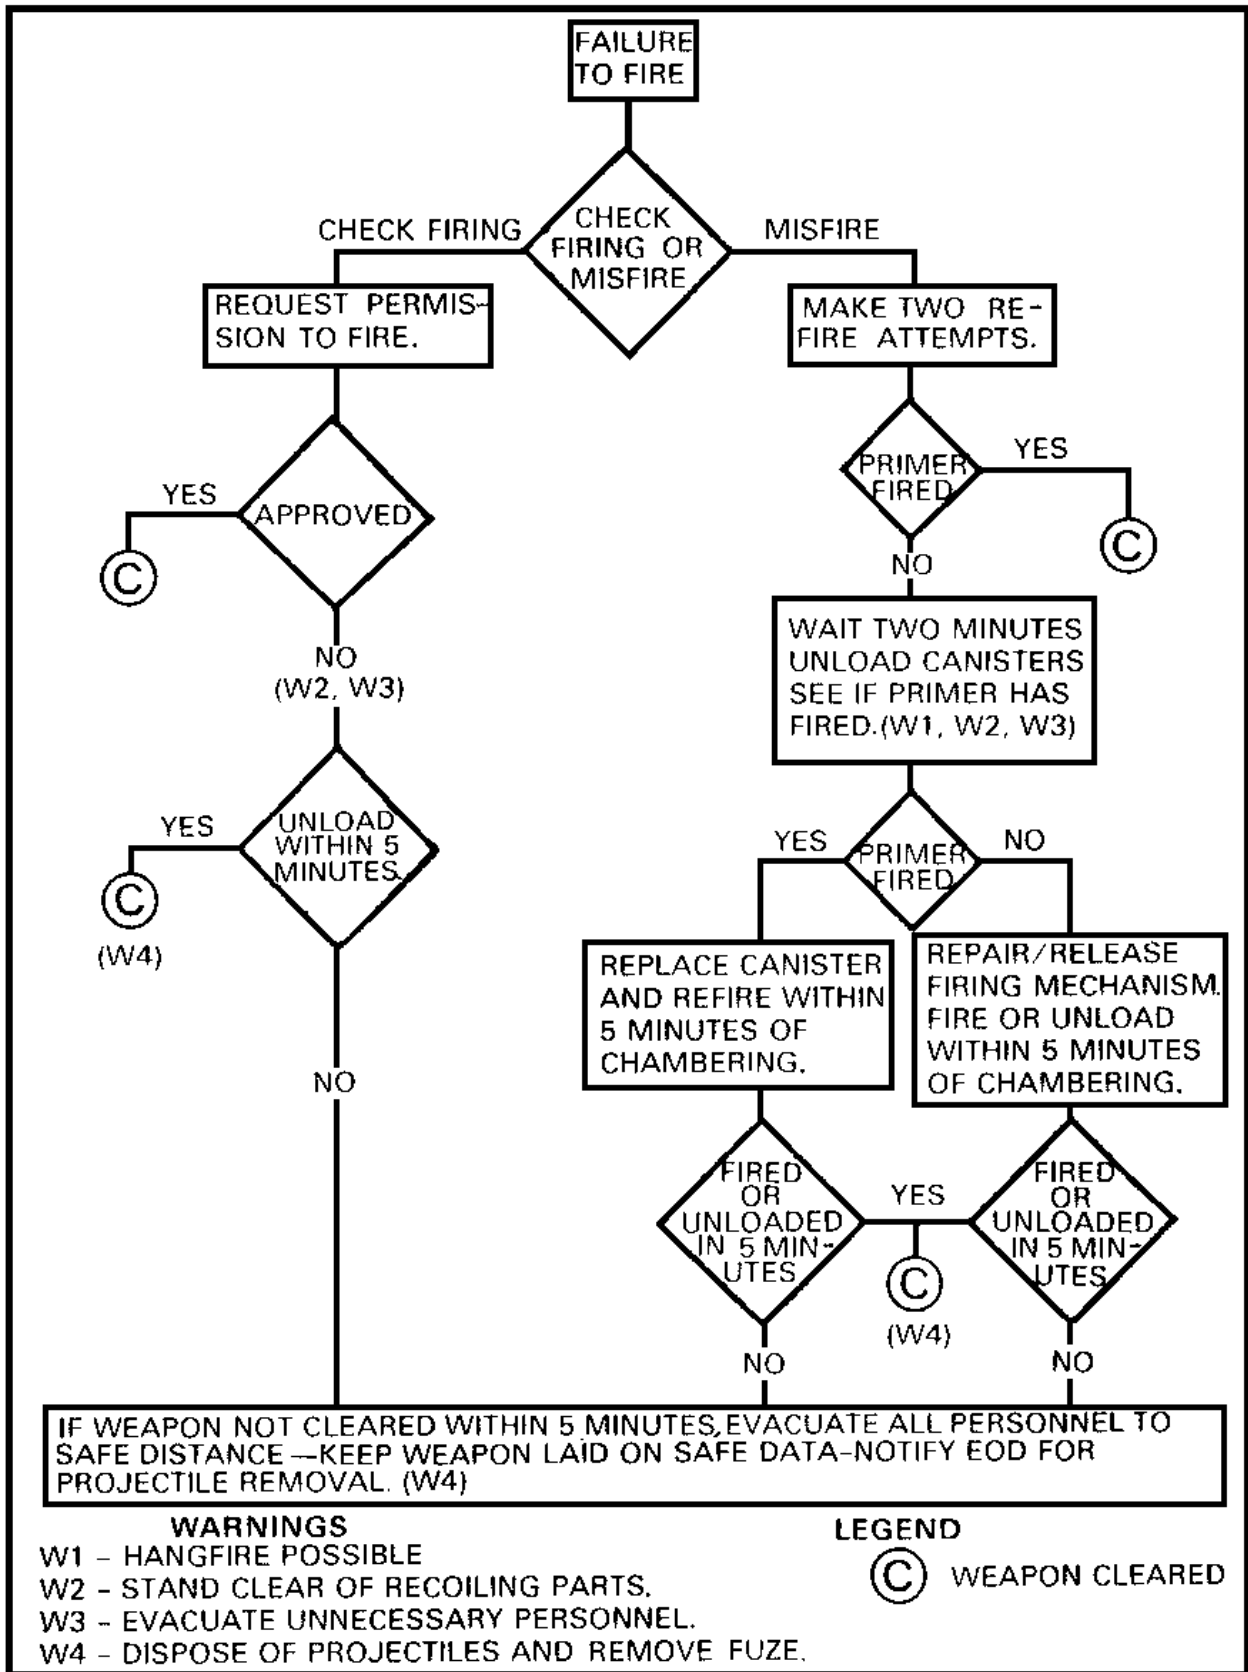 FAILURE
TO FIRE
CHECK
FIRING OR
MISFIRE
CHECK FIRING
MISFIRE
REQUEST PERMIS-
SION TO FIRE.
MAKE TWO RE-
FIRE ATTEMPTS.
APPROVED
YES
C
NO
(W2, W3)
PRIMER
FIRED
YES
C
NO
WAIT TWO MINUTES
UNLOAD CANISTERS
SEE IF PRIMER HAS
FIRED.(W1, W2, W3)
UNLOAD
WITHIN 5
MINUTES
YES
C
(W4)
NO
PRIMER
FIRED
YES
NO
REPLACE CANISTER
AND REFIRE WITHIN
5 MINUTES OF
CHAMBERING.
REPAIR/RELEASE
FIRING MECHANISM.
FIRE OR UNLOAD
WITHIN 5 MINUTES
OF CHAMBERING.
FIRED
OR
UNLOADED
IN 5 MIN-
UTES
YES
C
(W4)
FIRED
OR
UNLOADED
IN 5 MIN-
UTES
NO
NO
IF WEAPON NOT CLEARED WITHIN 5 MINUTES, EVACUATE ALL PERSONNEL TO
SAFE DISTANCE—KEEP WEAPON LAID ON SAFE DATA-NOTIFY EOD FOR
PROJECTILE REMOVAL. (W4)
WARNINGS
W1 - HANGFIRE POSSIBLE
W2 - STAND CLEAR OF RECOILING PARTS.
W3 - EVACUATE UNNECESSARY PERSONNEL.
W4 - DISPOSE OF PROJECTILES AND REMOVE FUZE.
LEGEND
C WEAPON CLEARED